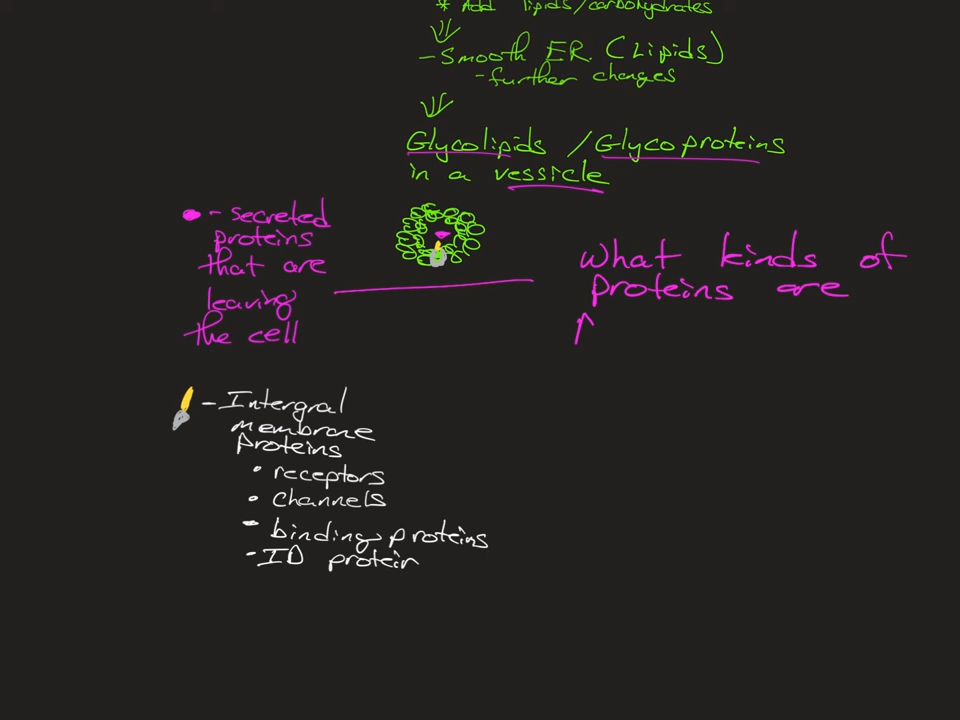 * Add lipids/carbohydrates
- Smooth ER. (Lipids)
- further changes
Glycolipids / Glycoproteins
in a vessicle
- secreted
proteins
that are
leaving
the cell
what kinds of
proteins are
- Intergral
membrane
Proteins
• receptors
• channels
- binding proteins
- ID protein